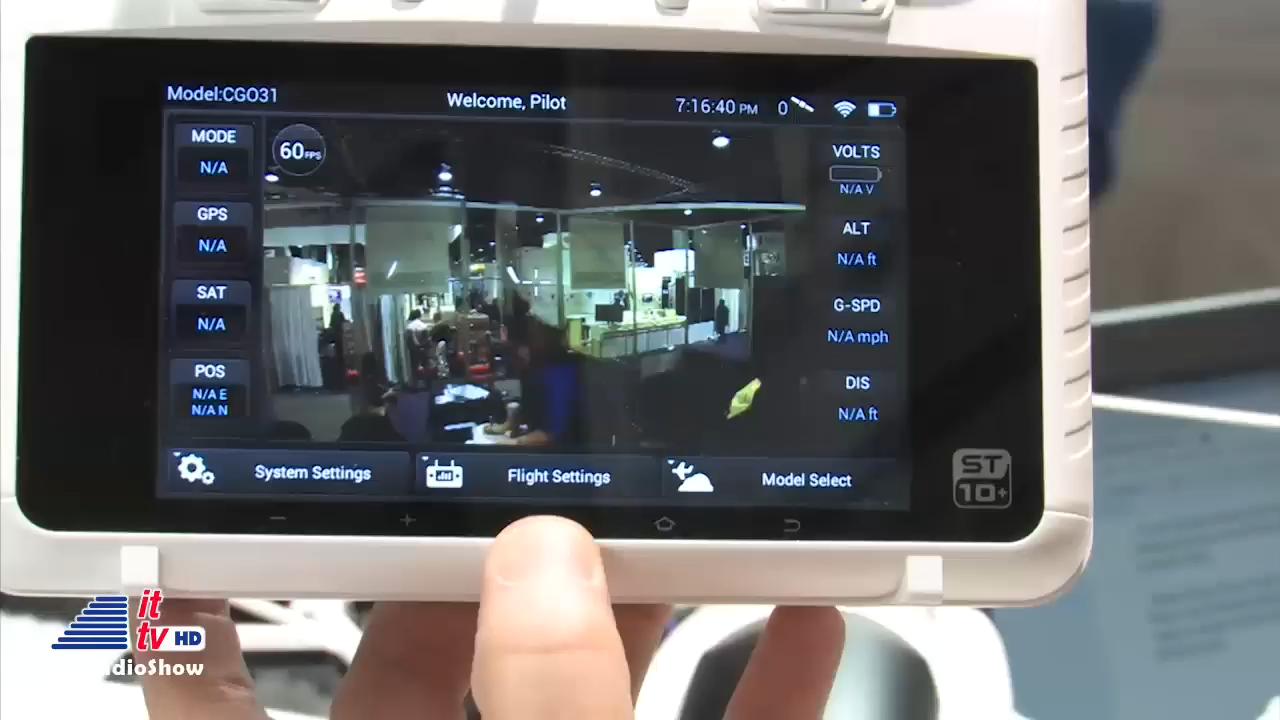 Model:CGO31
Welcome, Pilot
7:16:40 PM
0
MODE
N/A
60 FPS
GPS
N/A
SAT
N/A
POS
N/A E
N/A N
VOLTS
N/A V
ALT
N/A ft
G-SPD
N/A mph
DIS
N/A ft
System Settings
Flight Settings
Model Select
ST
10+
it
tv HD